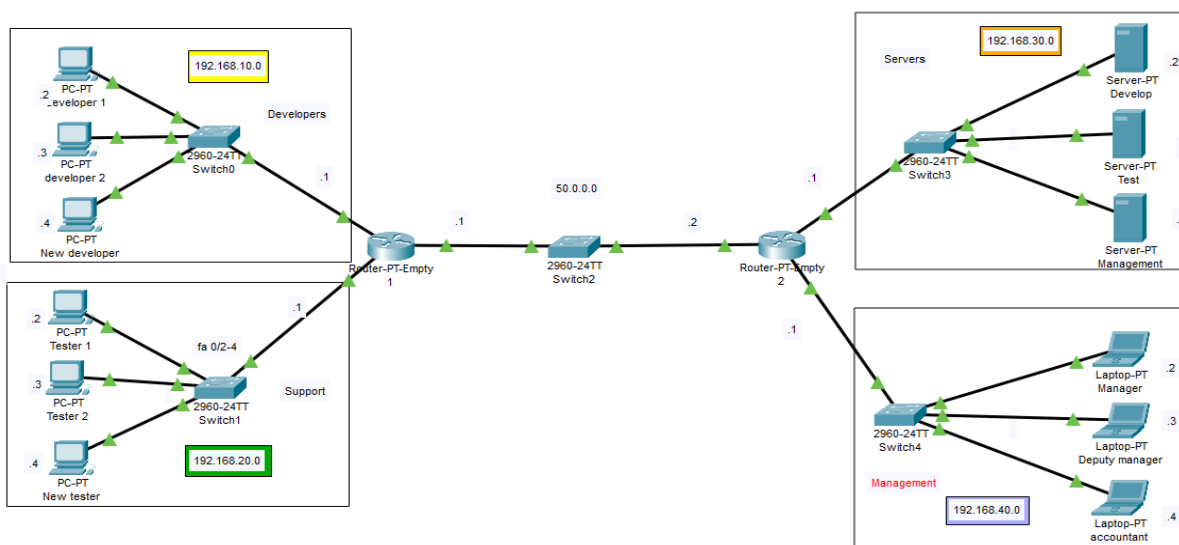 192.168.10.0
.2
PC-PT
Developer 1
Developers
.3
PC-PT
developer 2
2960-24TT
Switch0
.4
PC-PT
New developer
.1
.1
Router-PT-Empty
1
50.0.0.0
2960-24TT
Switch2
.2
Router-PT-Empty
2
.1
192.168.30.0
Servers
.2
Server-PT
Develop
2960-24TT
Switch3
Server-PT
Test
Server-PT
Management
.2
PC-PT
Tester 1
fa 0/2-4
.1
.3
PC-PT
Tester 2
2960-24TT
Switch1
Support
.4
PC-PT
New tester
192.168.20.0
.1
Laptop-PT
Manager
.2
2960-24TT
Switch4
Laptop-PT
Deputy manager
.3
Management
192.168.40.0
Laptop-PT
accountant
.4